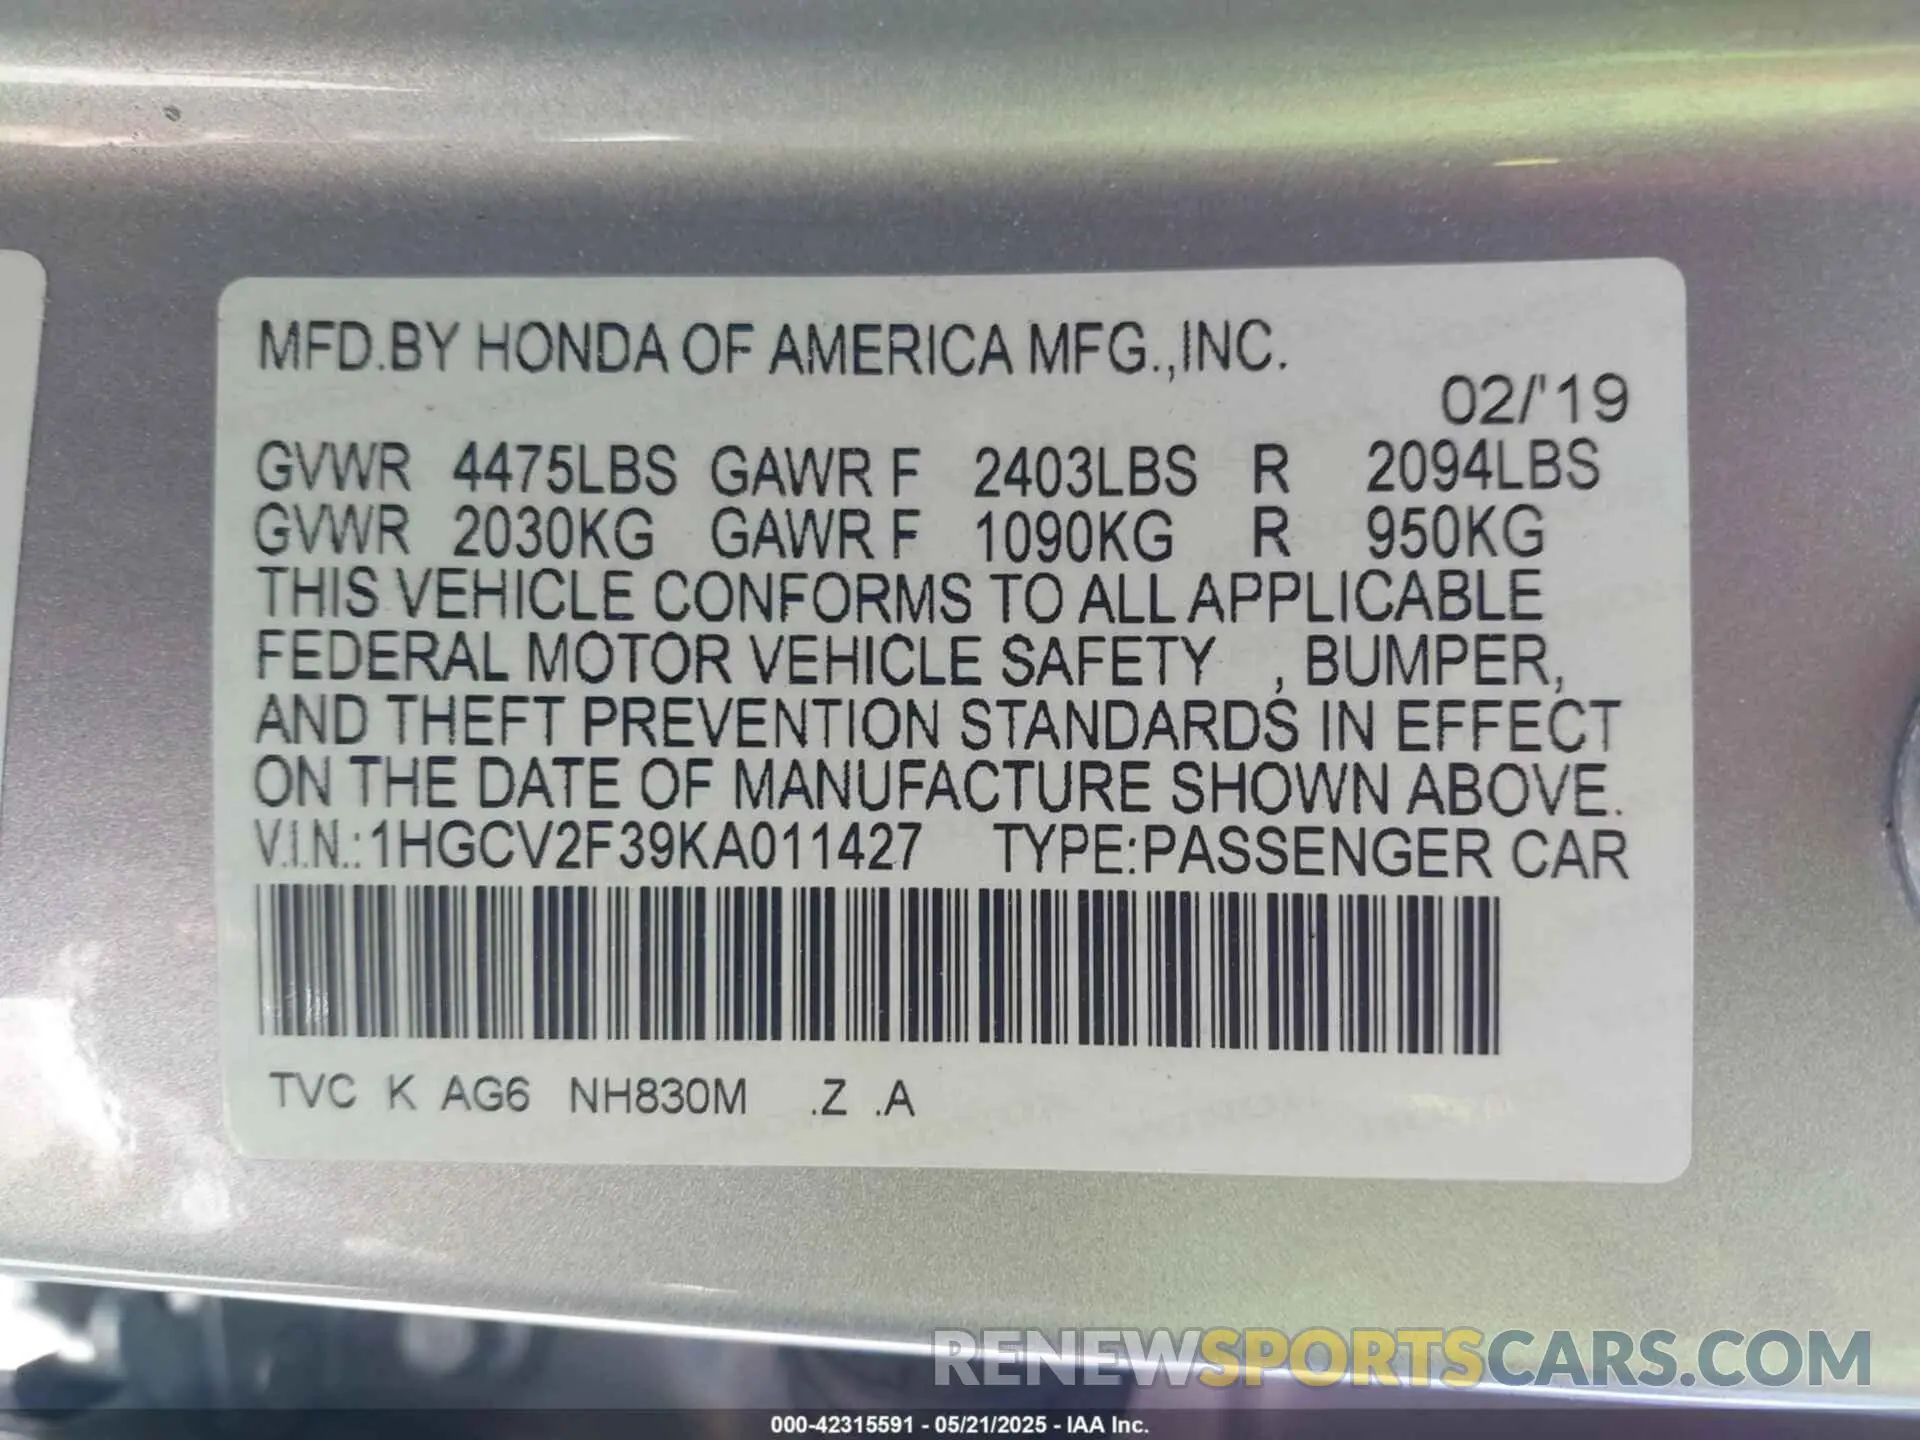 MFD.BY HONDA OF AMERICA MFG.,INC.
02/'19
GVWR 4475LBS GAWR F 2403LBS R 2094LBS
GVWR 2030KG GAWR F 1090KG R 950KG
THIS VEHICLE CONFORMS TO ALL APPLICABLE
FEDERAL MOTOR VEHICLE SAFETY , BUMPER,
AND THEFT PREVENTION STANDARDS IN EFFECT
ON THE DATE OF MANUFACTURE SHOWN ABOVE.
V.I.N.:1HGCV2F39KA011427 TYPE:PASSENGER CAR
TVC K AG6 NH830M .Z .A
RENEWSPORTSCARS.COM
000-42315591 - 05/21/2025 - IAA Inc.